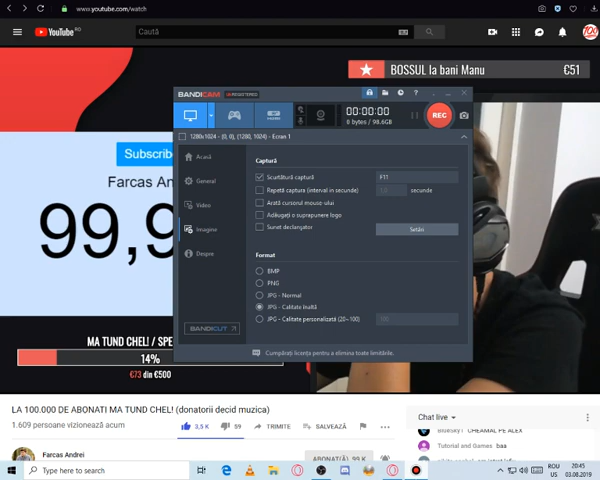 www.youtube.com/watch
YouTube RO
Caută
BOSSUL la bani Manu
€51
BANDICAM
00:00:00
0 bytes / 98.6GB
REC
1280x1024 - (0, 0), (1280, 1024) - Ecran 1
Acasă
General
Video
Imagine
Despre
BANDICUT
Captură
Scurtătură captură
F11
Repetă captura (interval in secunde)
secunde
Arată cursorul mouse-ului
Adăugați o suprapunere logo
Sunet declanșator
Setări
Format
BMP
PNG
JPG - Normal
JPG - Calitate înaltă
JPG - Calitate personalizată (20~100)
Cumpărați licența pentru a elimina toate limitările.
Subscrib
Farcas An
99,9
MA TUND CHEL! / SPE
14%
€73 din €500
LA 100.000 DE ABONATI MA TUND CHEL! (donatorii decid muzica)
1.609 persoane vizionează acum
3,5 K
59
TRIMITE
SALVEAZĂ
Farcas Andrei
ABONAT(Ă) 99 K
Chat live
BlueSky1 CHEAMAL PE ALEX
Tutorial and Games baa
Type here to search
ROU
US
20:45
03.08.2019